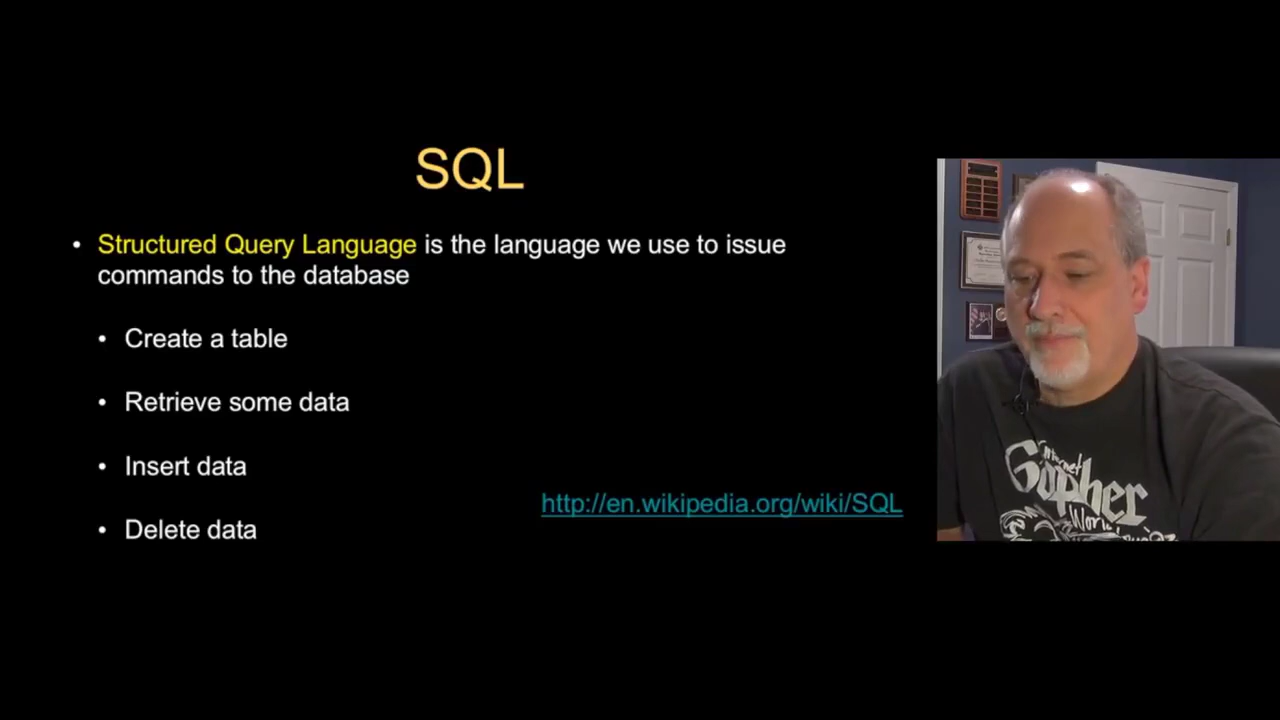 SQL
• Structured Query Language is the language we use to issue
commands to the database
• Create a table
• Retrieve some data
• Insert data
• Delete data
http://en.wikipedia.org/wiki/SQL
Internet
Gopher